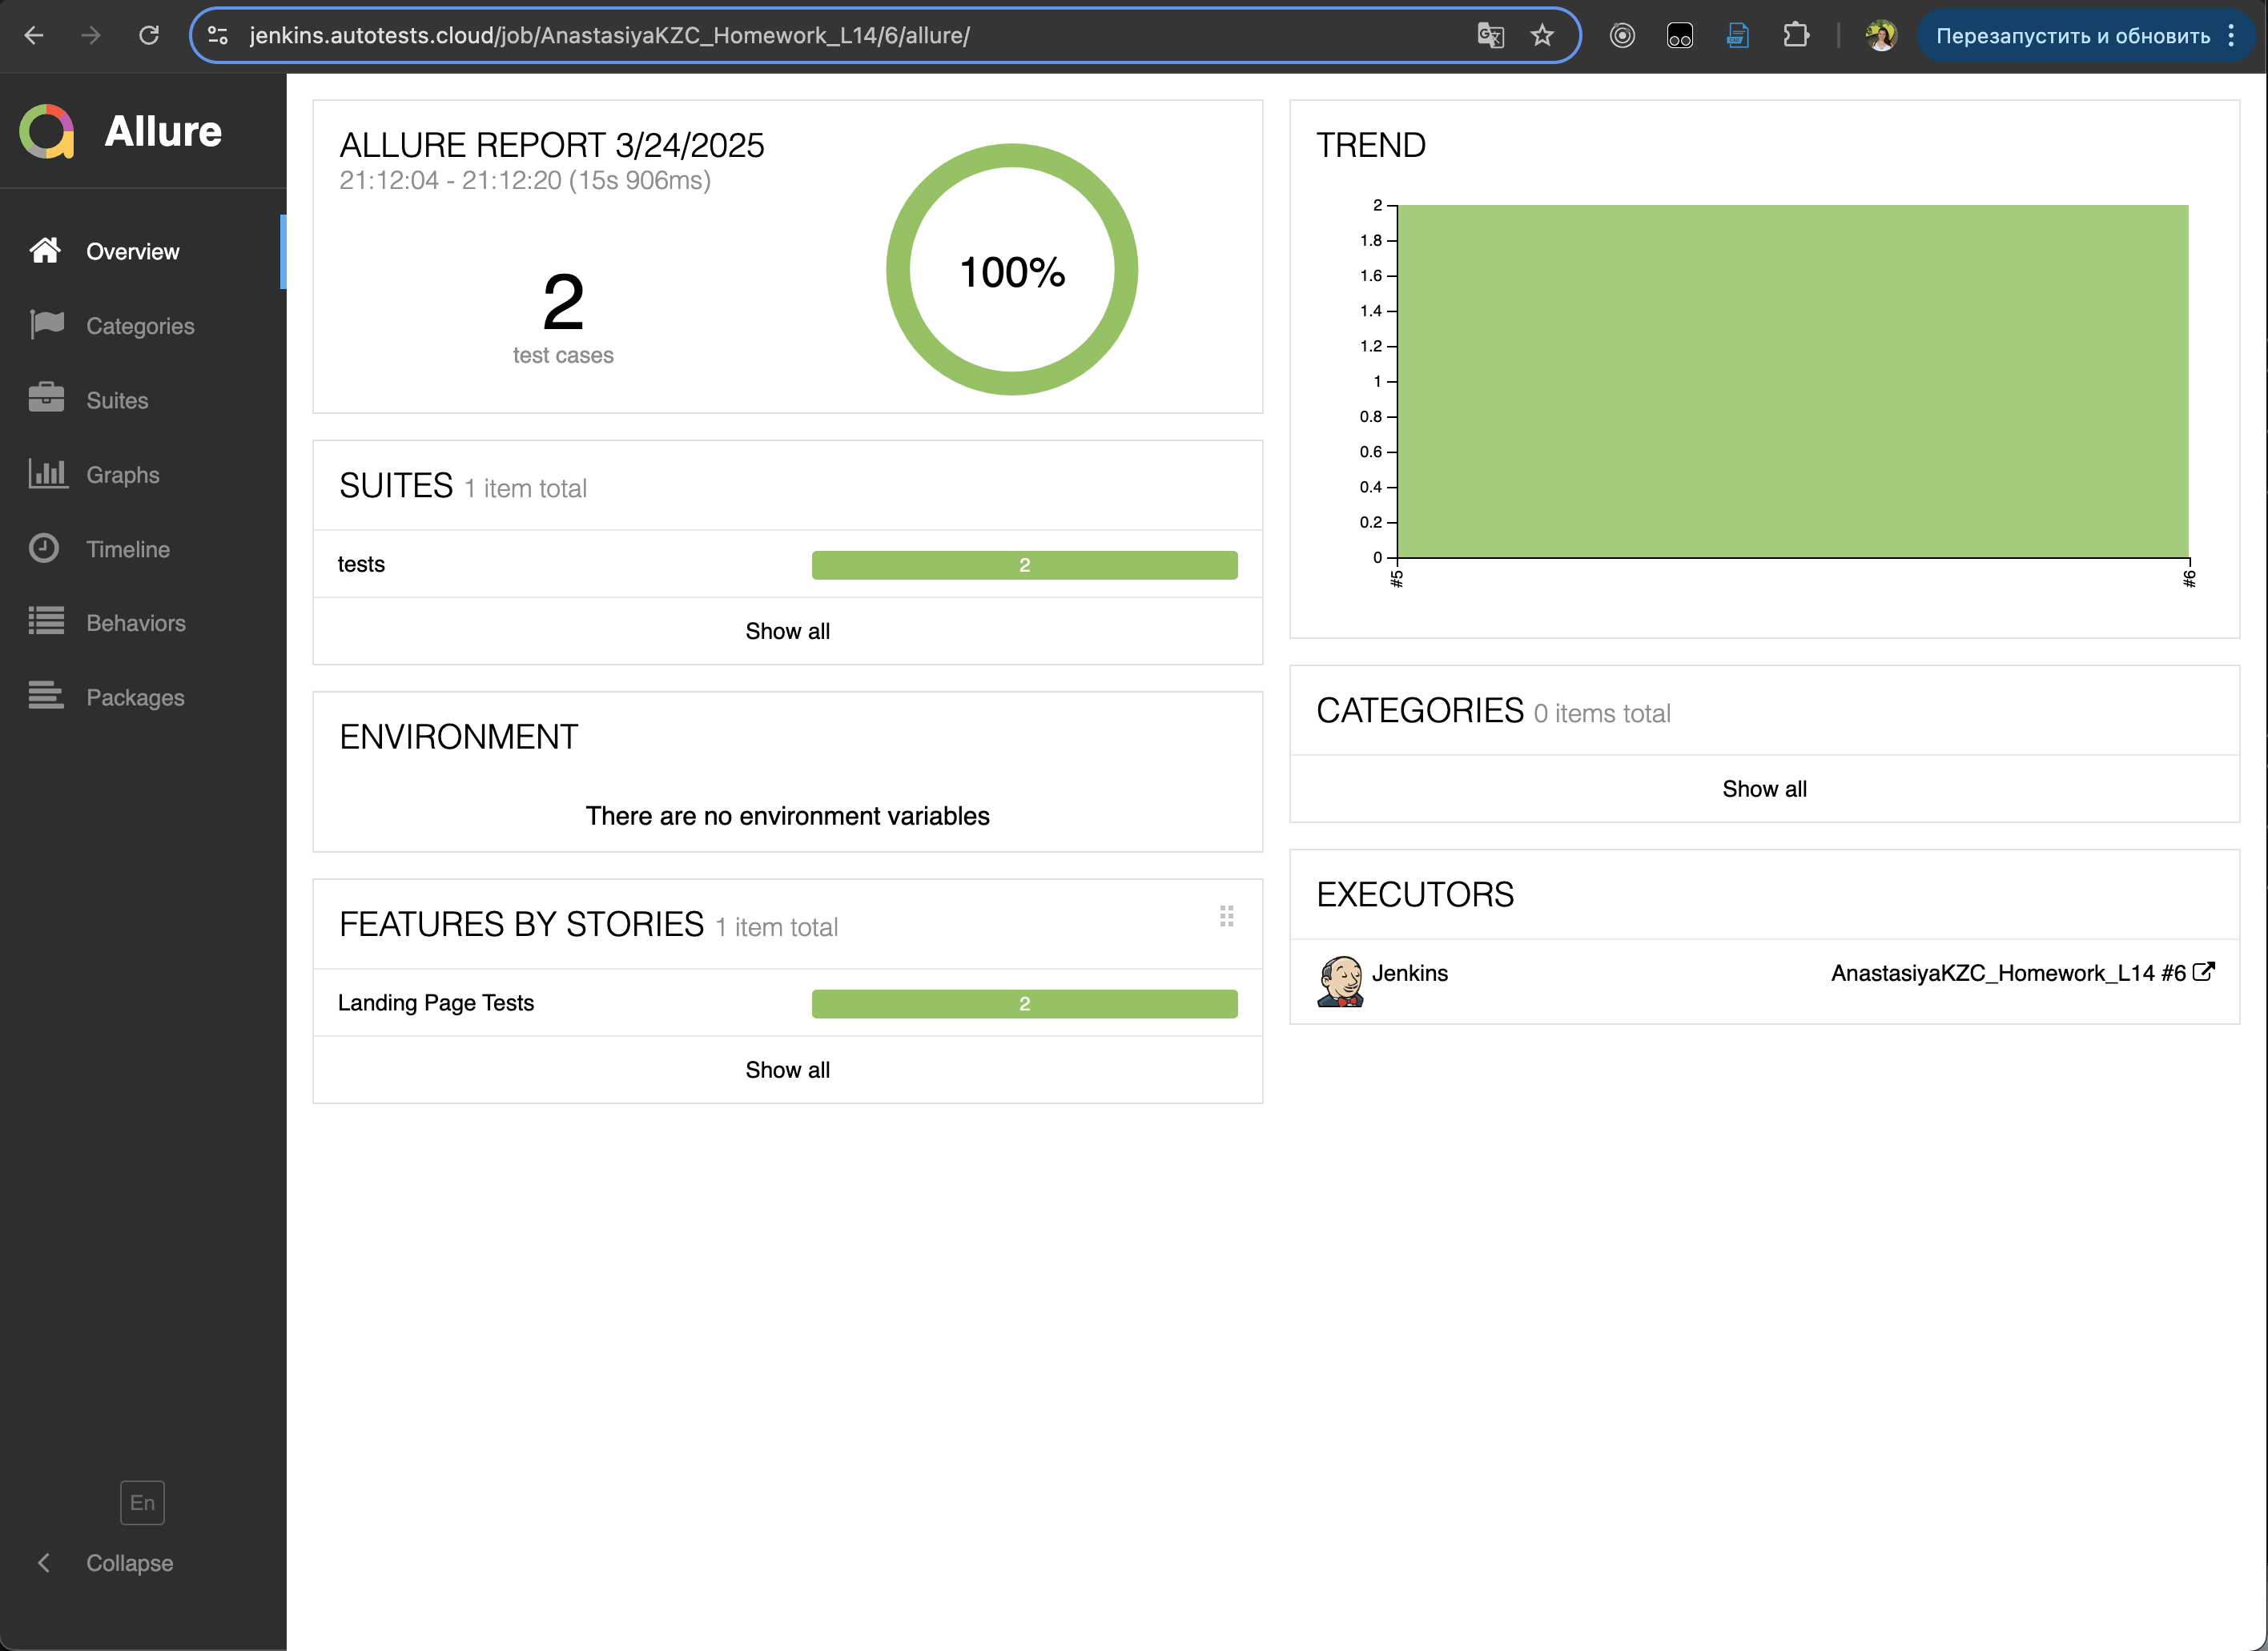 jenkins.autotests.cloud/job/AnastasiyaKZC_Homework_L14/6/allure/
Перезапустить и обновить
Allure
Overview
Categories
Suites
Graphs
Timeline
Behaviors
Packages
En
Collapse
ALLURE REPORT 3/24/2025
21:12:04 - 21:12:20 (15s 906ms)
2
test cases
100%
SUITES 1 item total
tests 2
Show all
ENVIRONMENT
There are no environment variables
FEATURES BY STORIES 1 item total
Landing Page Tests 2
Show all
TREND
2
1.8
1.6
1.4
1.2
1
0.8
0.6
0.4
0.2
0
#5 #6
CATEGORIES 0 items total
Show all
EXECUTORS
Jenkins AnastasiyaKZC_Homework_L14 #6